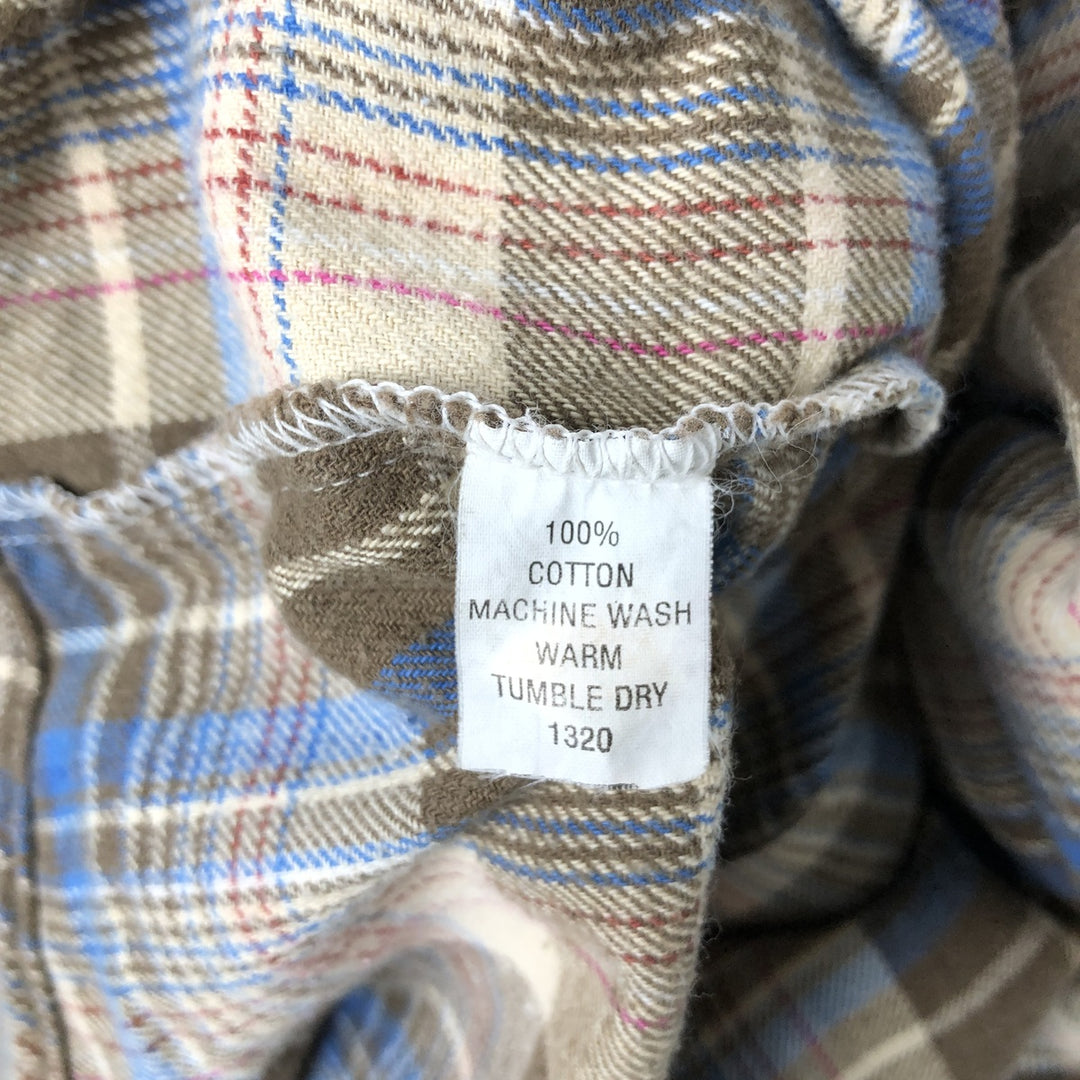 100%
COTTON
MACHINE WASH
WARM
TUMBLE DRY
1320